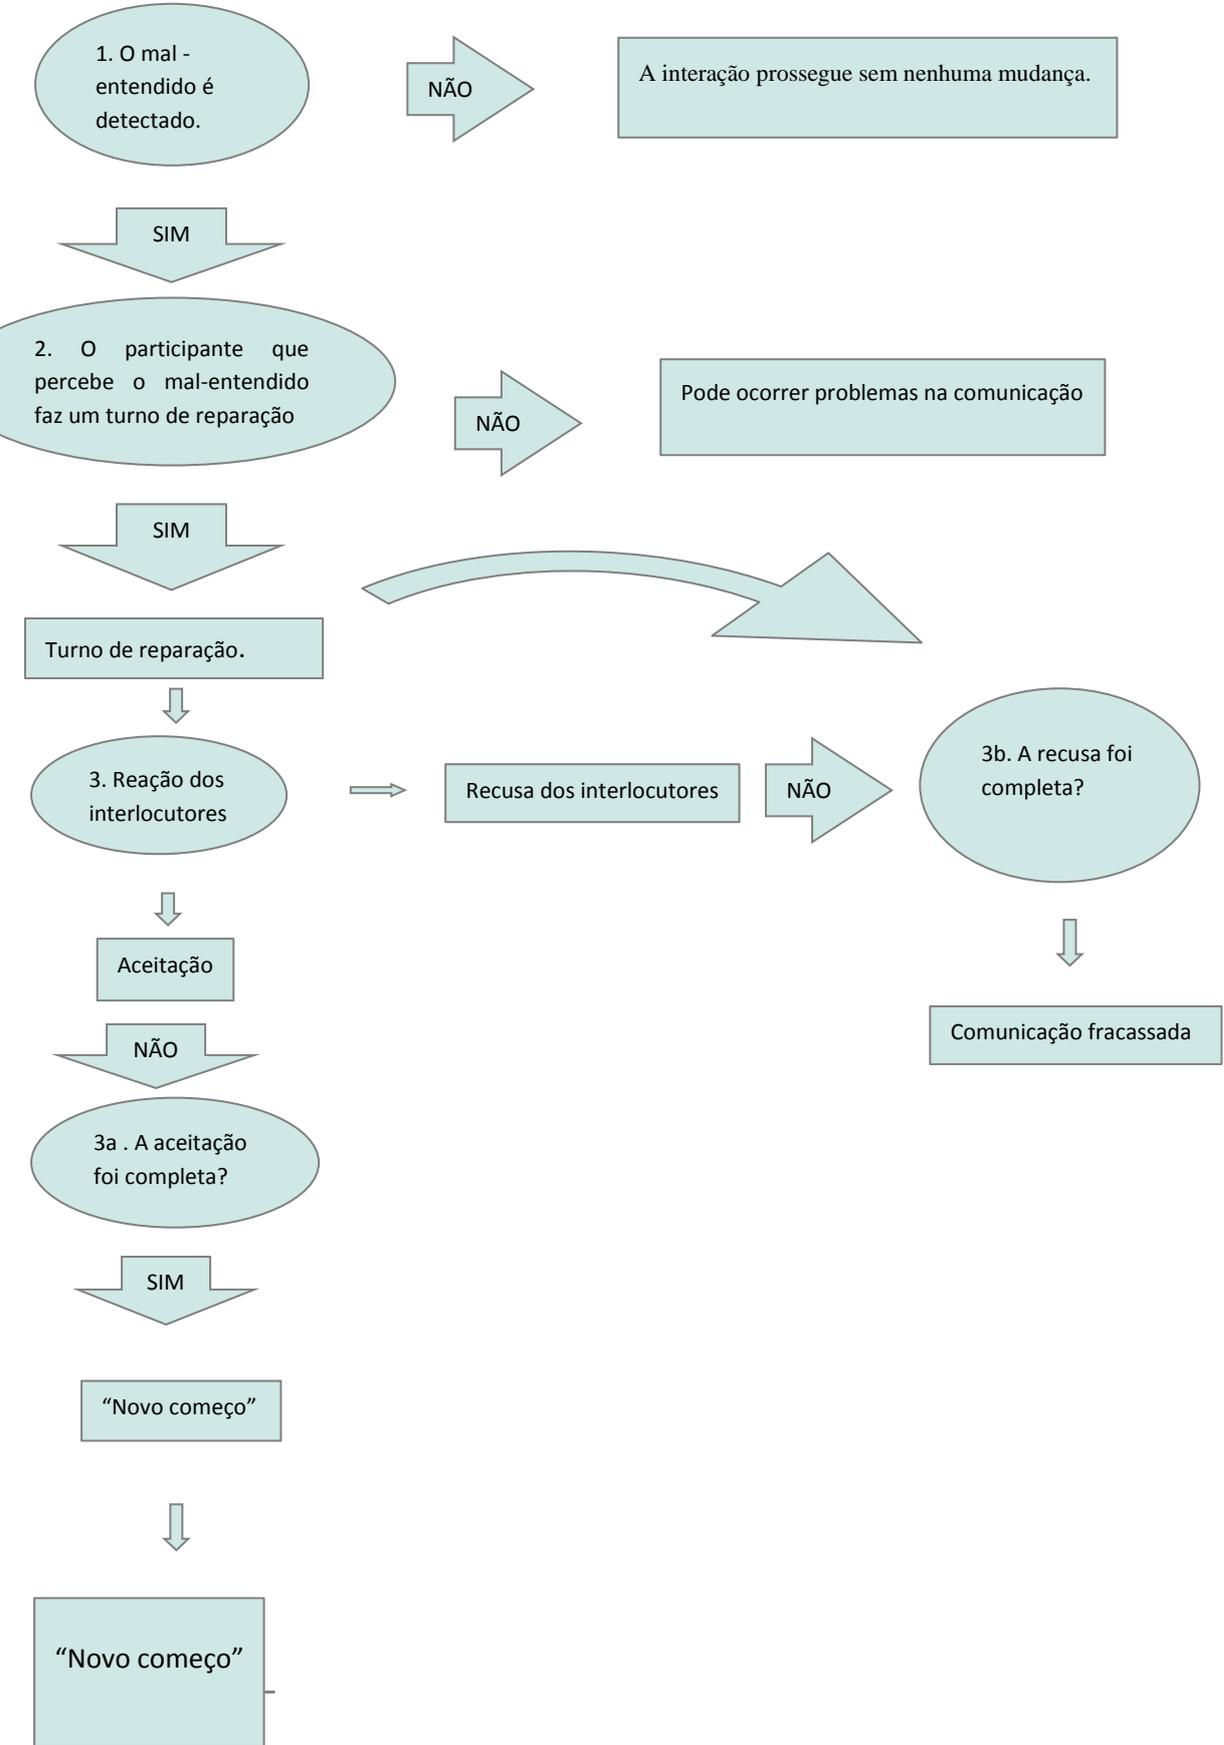 1. O mal -
entendido é
detectado.
NÃO
A interação prossegue sem nenhuma mudança.
SIM
2. O participante que
percebe o mal-entendido
faz um turno de reparação
NÃO
Pode ocorrer problemas na comunicação
SIM
Turno de reparação.
3. Reação dos
interlocutores
Recusa dos interlocutores
NÃO
3b. A recusa foi
completa?
Aceitação
Comunicação fracassada
NÃO
3a . A aceitação
foi completa?
SIM
“Novo começo”
“Novo começo”